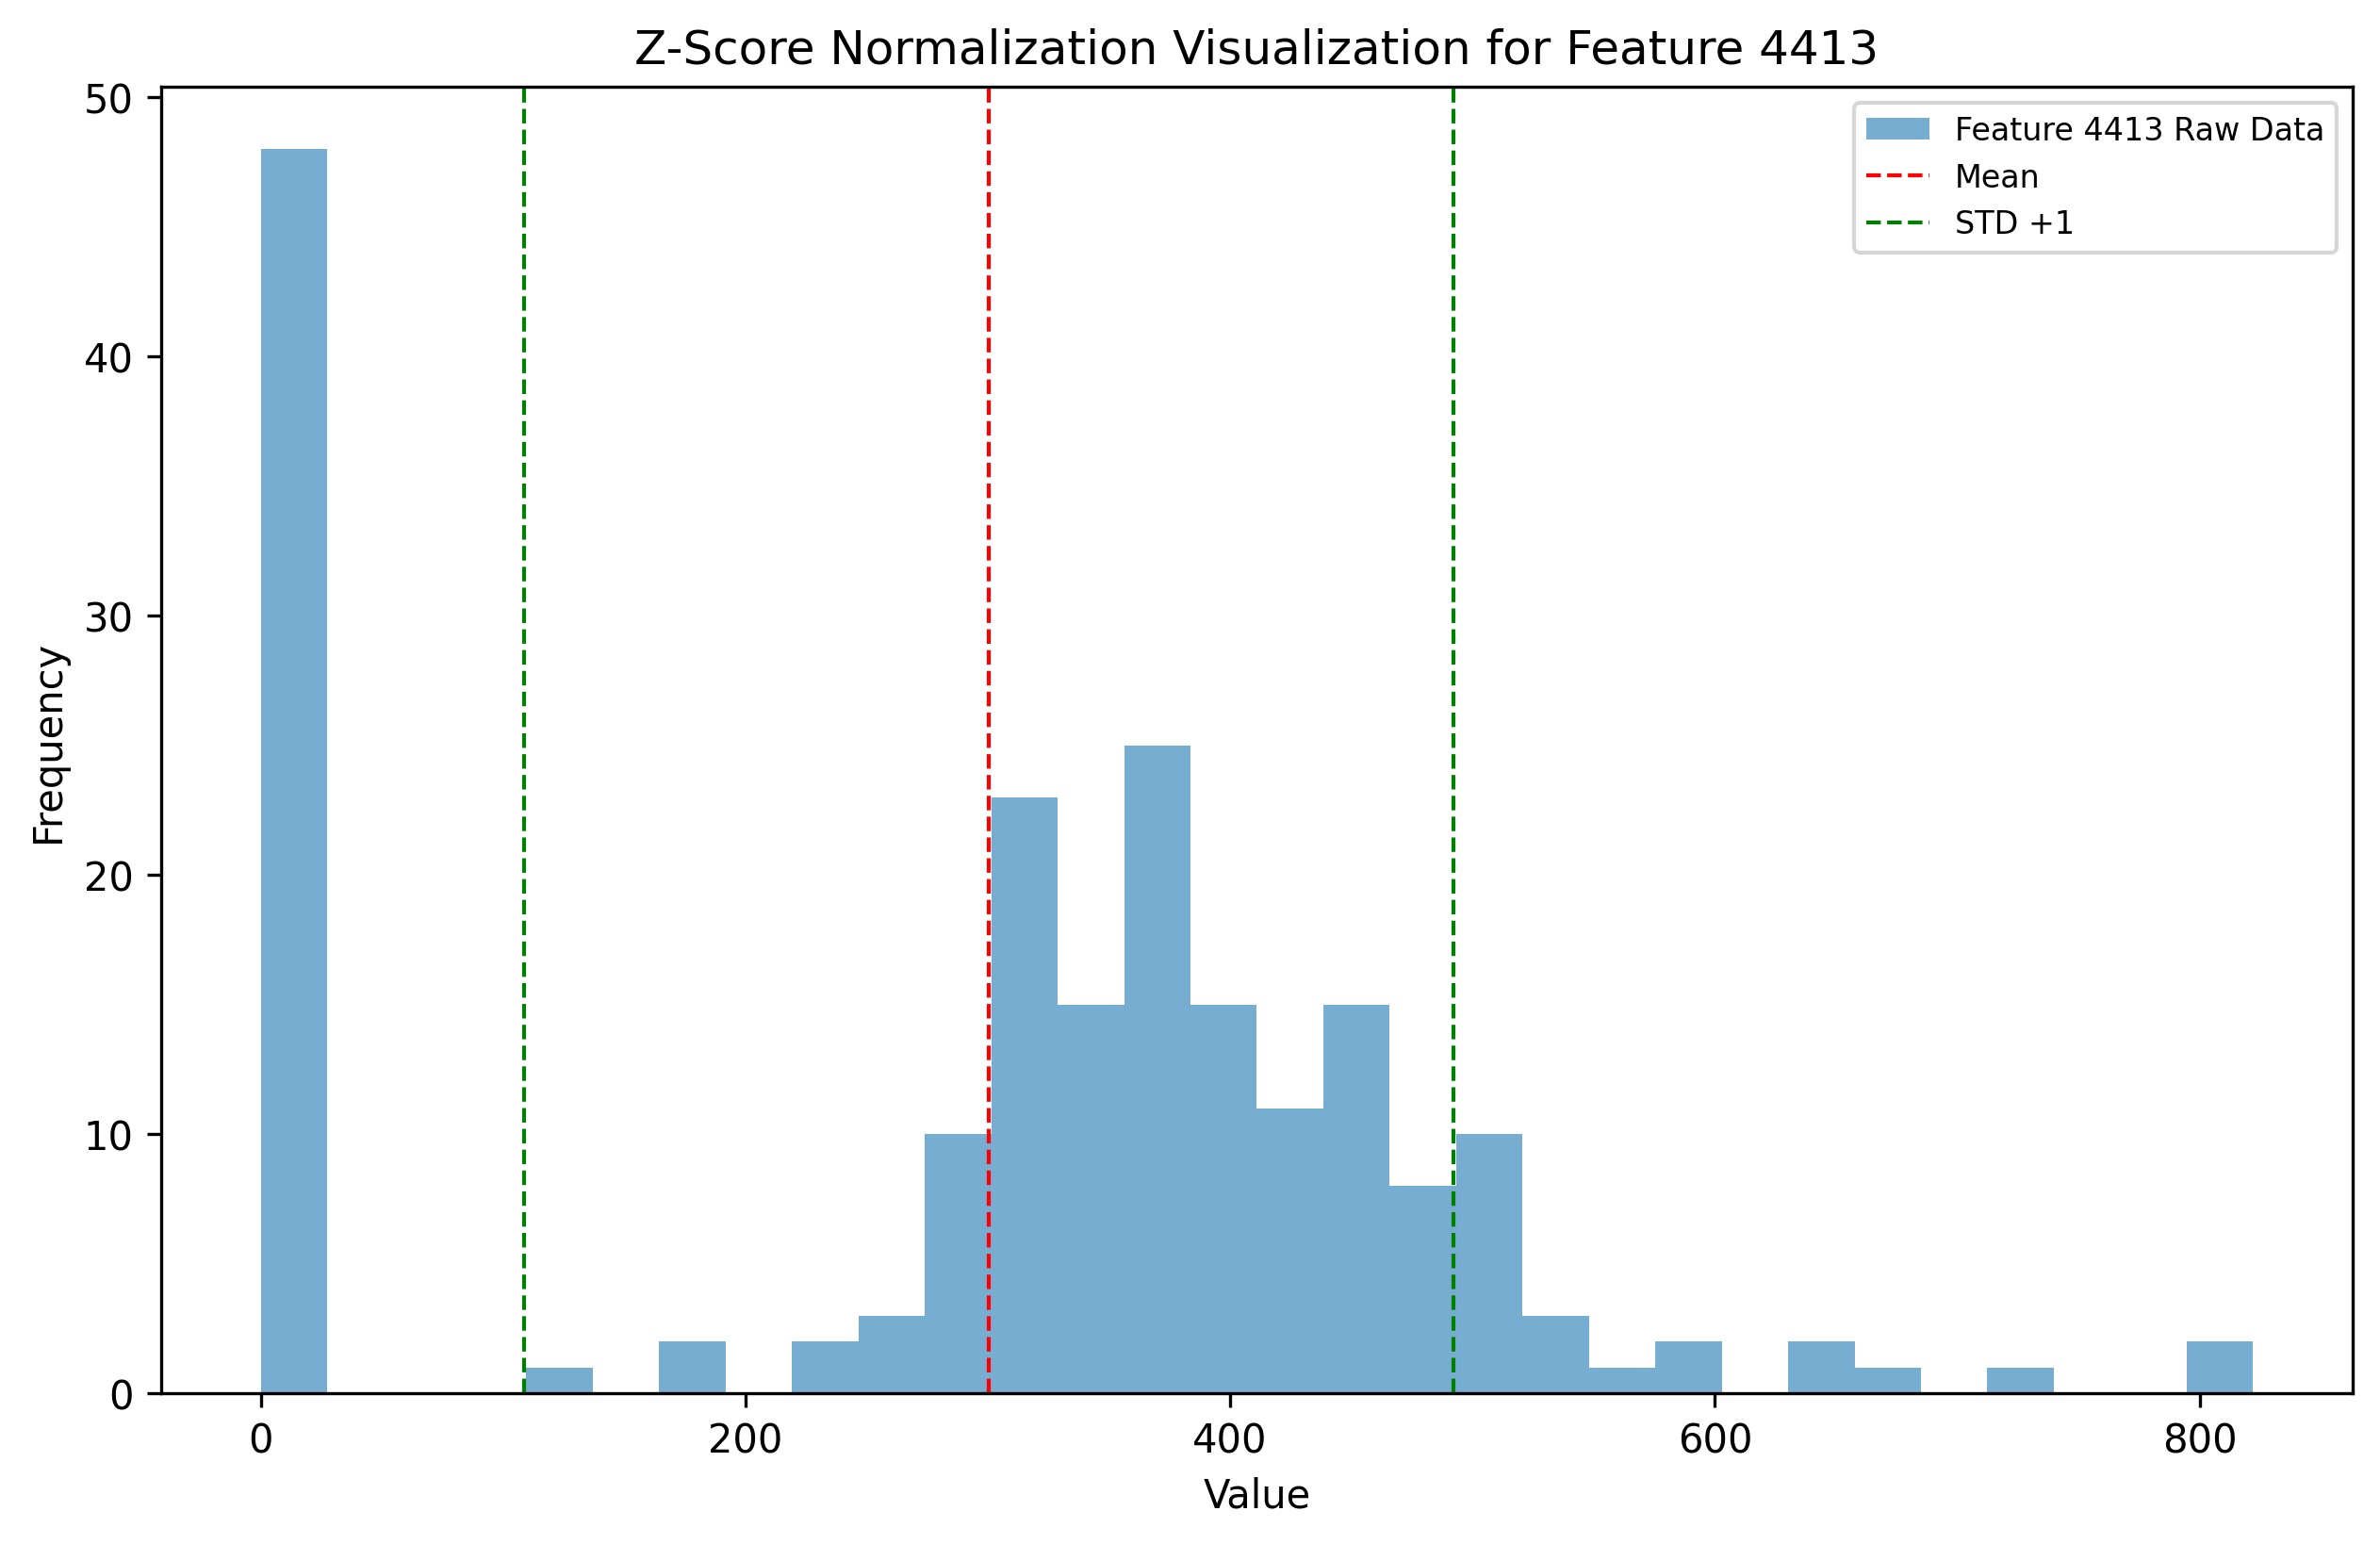 Z-Score Normalization Visualization for Feature 4413
Feature 4413 Raw Data
Mean
STD +1
50
40
30
20
10
0
Frequency
0
200
400
600
800
Value